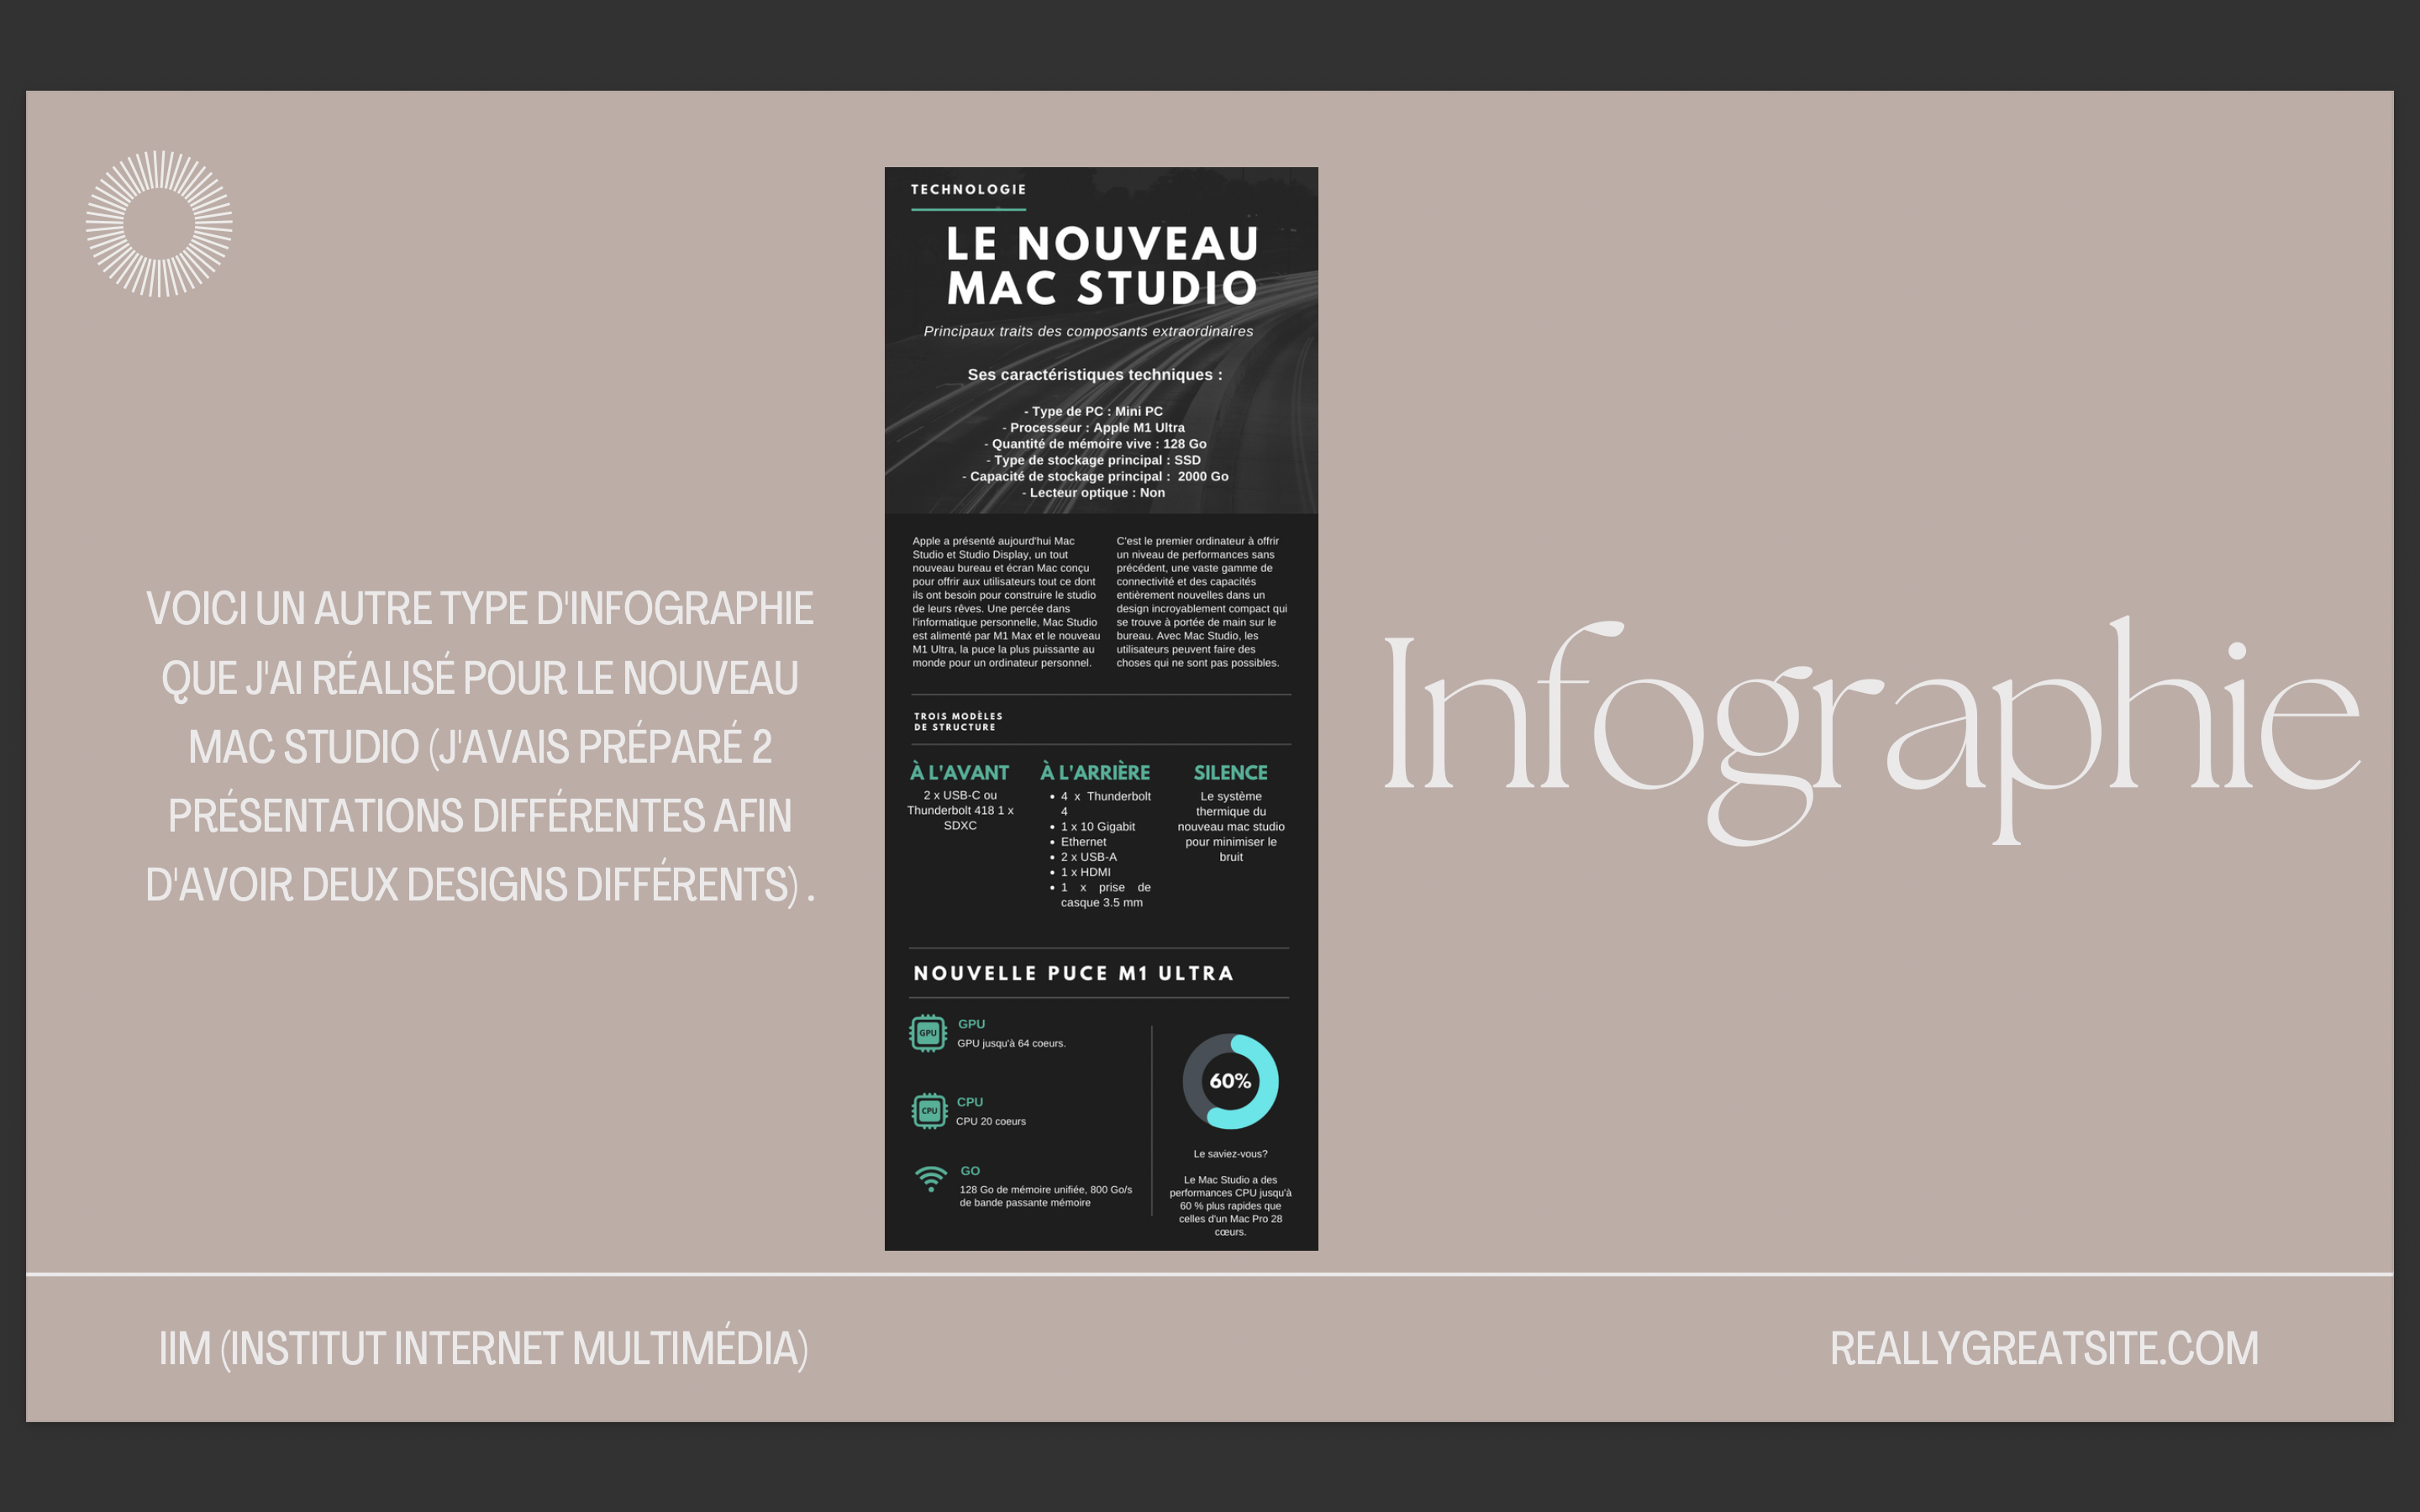 VOICI UN AUTRE TYPE D'INFOGRAPHIE
QUE J'AI RÉALISÉ POUR LE NOUVEAU
MAC STUDIO (J'AVAIS PRÉPARÉ 2
PRÉSENTATIONS DIFFÉRENTES AFIN
D'AVOIR DEUX DESIGNS DIFFÉRENTS) .
TECHNOLOGIE
LE NOUVEAU
MAC STUDIO
Principaux traits des composants extraordinaires
Ses caractéristiques techniques :
- Type de PC : Mini PC
- Processeur : Apple M1 Ultra
- Quantité de mémoire vive : 128 Go
- Type de stockage principal : SSD
- Capacité de stockage principal : 2000 Go
- Lecteur optique : Non
Apple a présenté aujourd'hui Mac
Studio et Studio Display, un tout
nouveau bureau et écran Mac conçu
pour offrir aux utilisateurs tout ce dont
ils ont besoin pour construire le studio
de leurs rêves. Une percée dans
l'informatique personnelle, Mac Studio
est alimenté par M1 Max et le nouveau
M1 Ultra, la puce la plus puissante au
monde pour un ordinateur personnel.
C'est le premier ordinateur à offrir
un niveau de performances sans
précédent, une vaste gamme de
connectivité et des capacités
entièrement nouvelles dans un
design incroyablement compact qui
se trouve à portée de main sur le
bureau. Avec Mac Studio, les
utilisateurs peuvent faire des
choses qui ne sont pas possibles.
TROIS MODÈLES
DE STRUCTURE
À L'AVANT
2 x USB-C ou
Thunderbolt 418 1 x
SDXC
À L'ARRIÈRE
• 4 x Thunderbolt
4
• 1 x 10 Gigabit
• Ethernet
• 2 x USB-A
• 1 x HDMI
• 1 x prise de
casque 3.5 mm
SILENCE
Le système
thermique du
nouveau mac studio
pour minimiser le
bruit
NOUVELLE PUCE M1 ULTRA
GPU
GPU
GPU jusqu'à 64 coeurs.
CPU
CPU
CPU 20 coeurs
GO
128 Go de mémoire unifiée, 800 Go/s
de bande passante mémoire
60%
Le saviez-vous?
Le Mac Studio a des
performances CPU jusqu'à
60 % plus rapides que
celles d'un Mac Pro 28
cœurs.
Infographie
IIM (INSTITUT INTERNET MULTIMÉDIA)
REALLYGREATSITE.COM